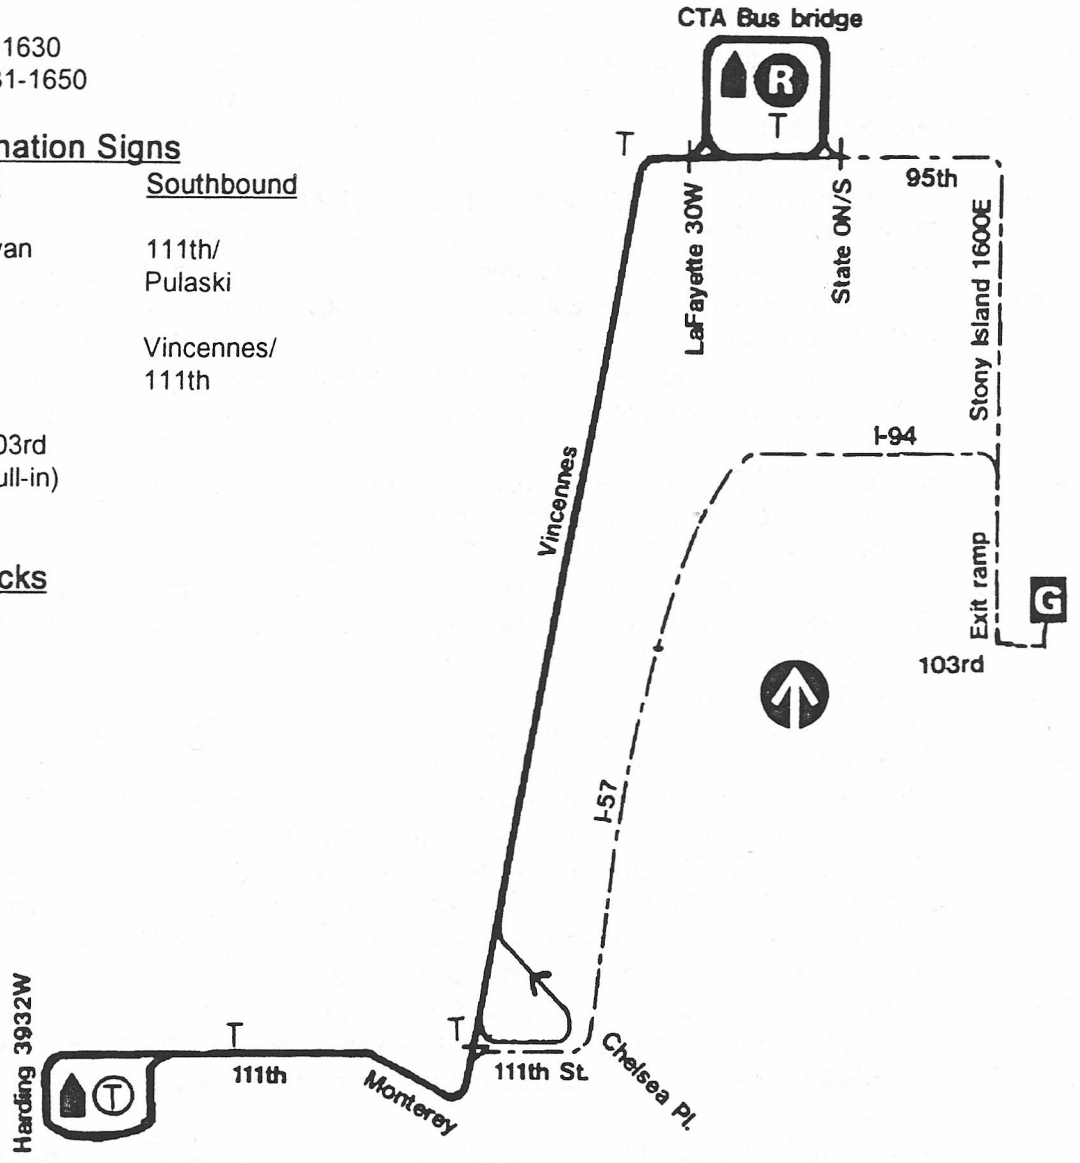 1630
31-1650
nation Signs
Southbound
van
111th/
Pulaski
Vincennes/
111th
03rd
ull-in)
cks
CTA Bus bridge
R
T
T
95th
LaFayette 30W
State 0N/S
Stony Island 1600E
I-94
Vincennes
Exit ramp
G
103rd
I-57
Harding 3932W
T
T
111th
111th St.
Chelsea Pl.
Monterey
T